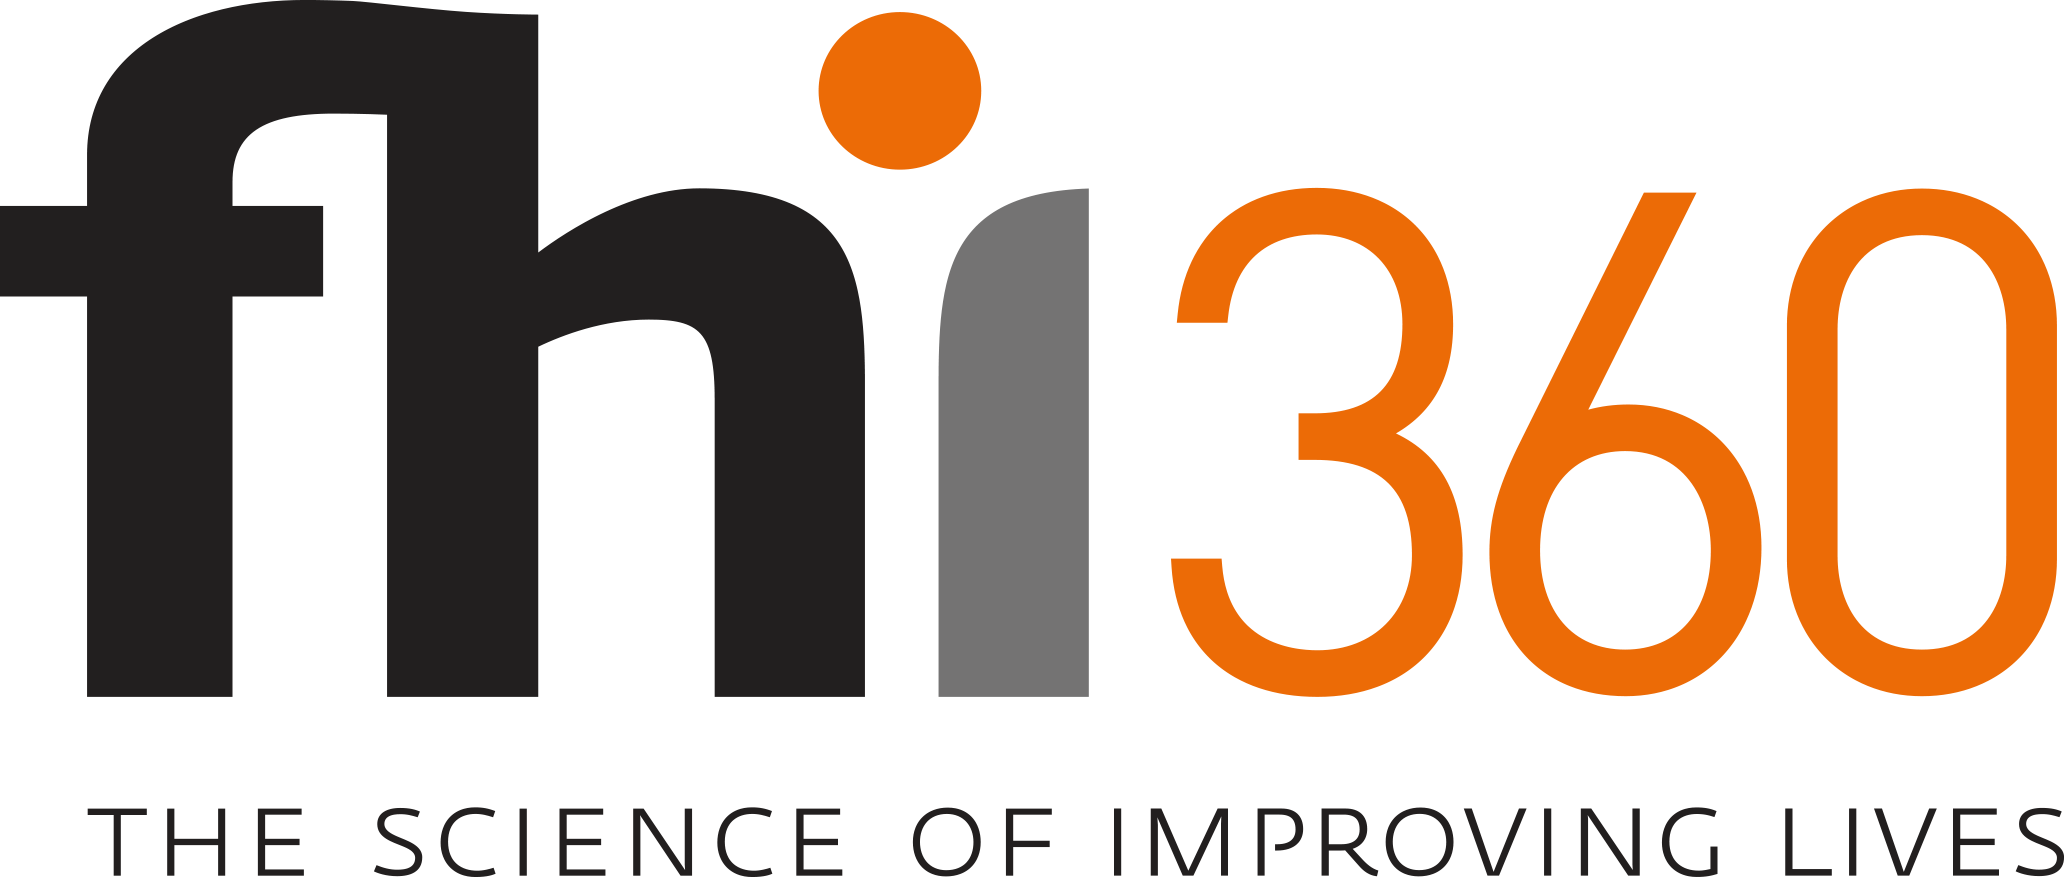 fhi360
THE SCIENCE OF IMPROVING LIVES